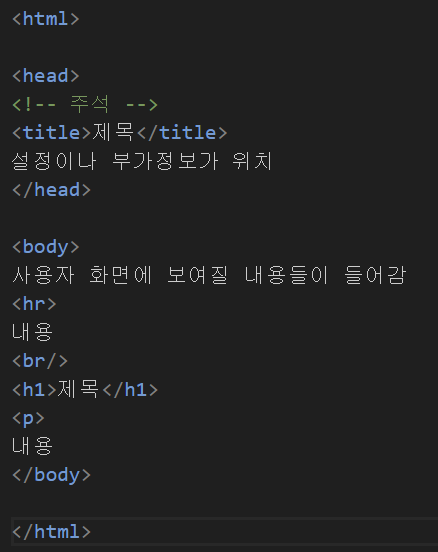 <html>
<head>
<!-- 주석 -->
<title>제목</title>
설정이나 부가정보가 위치
</head>
<body>
사용자 화면에 보여질 내용들이 들어감
<hr>
내용
<br/>
<h1>제목</h1>
<p>
내용
</body>
</html>